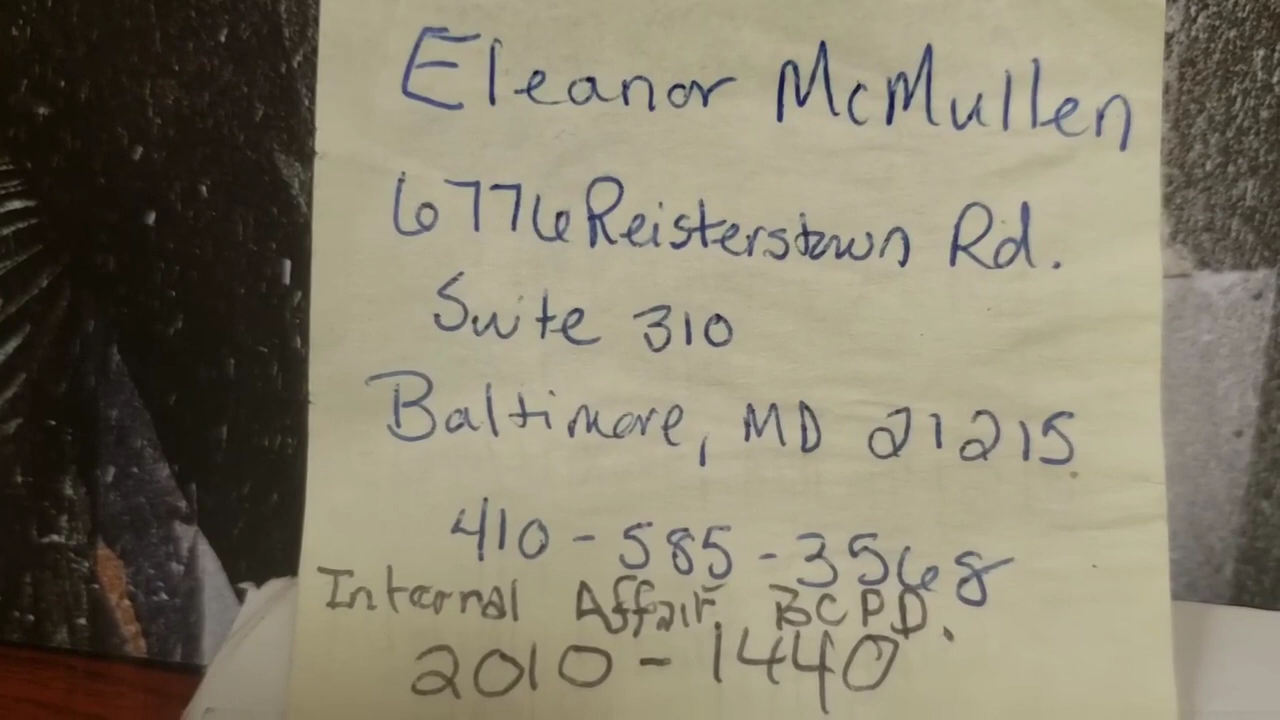 Eleanor McMullen
6776 Reisterstown Rd.
Suite 310
Baltimore, MD 21215
410-585-3568
Internal Affair. BCPD.
2010-1440